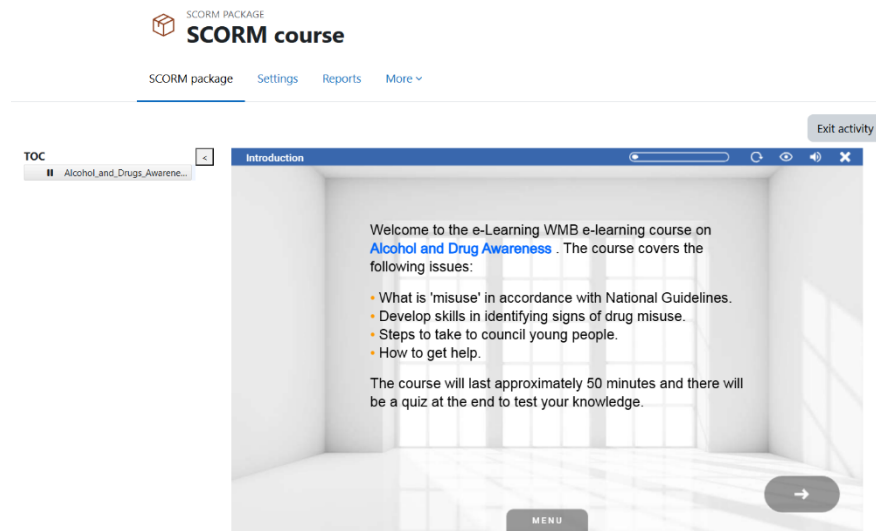 SCORM PACKAGE
SCORM course
SCORM package Settings Reports More
Exit activity
TOC <
Alcohol_and_Drugs_Awarene...
Introduction
Welcome to the e-Learning WMB e-learning course on
Alcohol and Drug Awareness . The course covers the
following issues:
• What is 'misuse' in accordance with National Guidelines.
• Develop skills in identifying signs of drug misuse.
• Steps to take to council young people.
• How to get help.
The course will last approximately 50 minutes and there will
be a quiz at the end to test your knowledge.
MENU